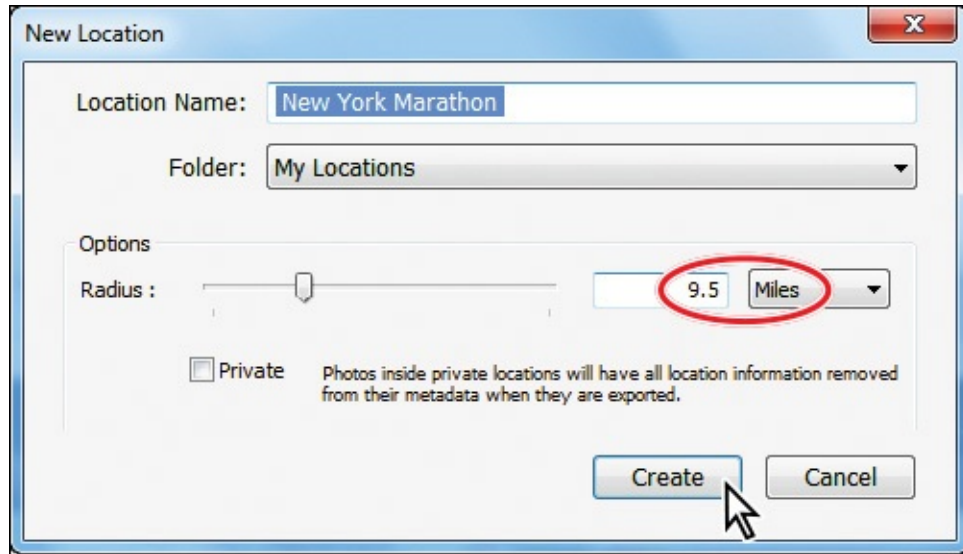 New Location
Location Name: New York Marathon
Folder: My Locations
Options
Radius : 9.5 Miles
Private Photos inside private locations will have all location information removed
from their metadata when they are exported.
Create Cancel